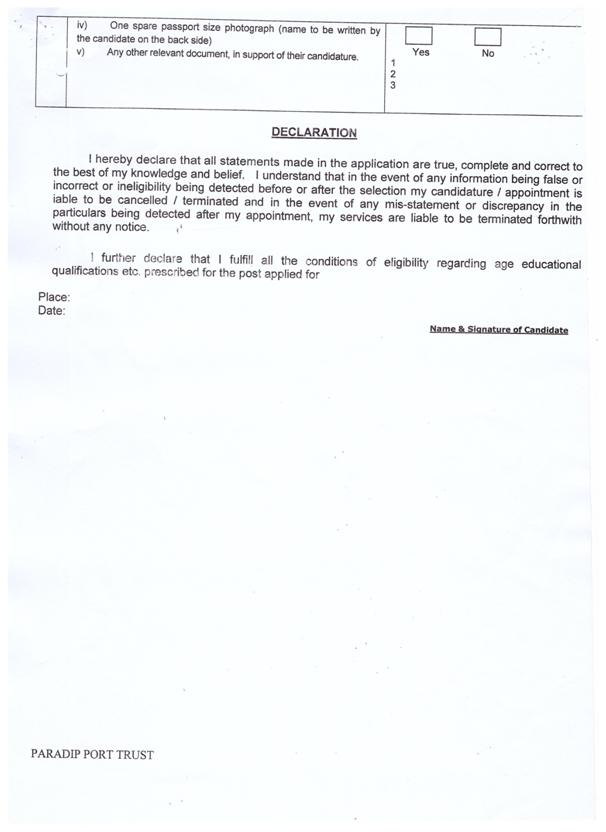 iv) One spare passport size photograph (name to be written by
the candidate on the back side)
v) Any other relevant document, in support of their candidature.
Yes No
1
2
3
DECLARATION
I hereby declare that all statements made in the application are true, complete and correct to
the best of my knowledge and belief. I understand that in the event of any information being false or
incorrect or ineligibility being detected before or after the selection my candidature / appointment is
iable to be cancelled / terminated and in the event of any mis-statement or discrepancy in the
particulars being detected after my appointment, my services are liable to be terminated forthwith
without any notice.
I further declare that I fulfill all the conditions of eligibility regarding age educational
qualifications etc. prescribed for the post applied for
Place:
Date:
Name & Signature of Candidate
PARADIP PORT TRUST